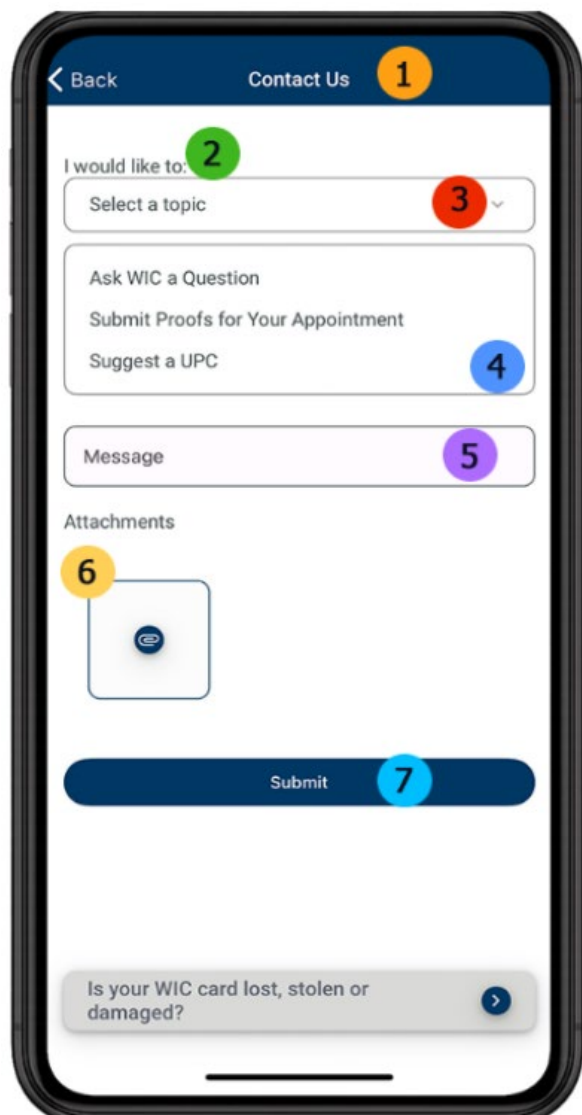 Back Contact Us 1
I would like to: 2
Select a topic 3
Ask WIC a Question
Submit Proofs for Your Appointment
Suggest a UPC 4
Message 5
Attachments
6
Submit 7
Is your WIC card lost, stolen or
damaged?